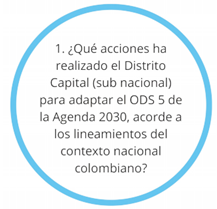 1. ¿Qué acciones ha
realizado el Distrito
Capital (sub nacional)
para adaptar el ODS 5 de
la Agenda 2030, acorde a
los lineamientos del
contexto nacional
colombiano?